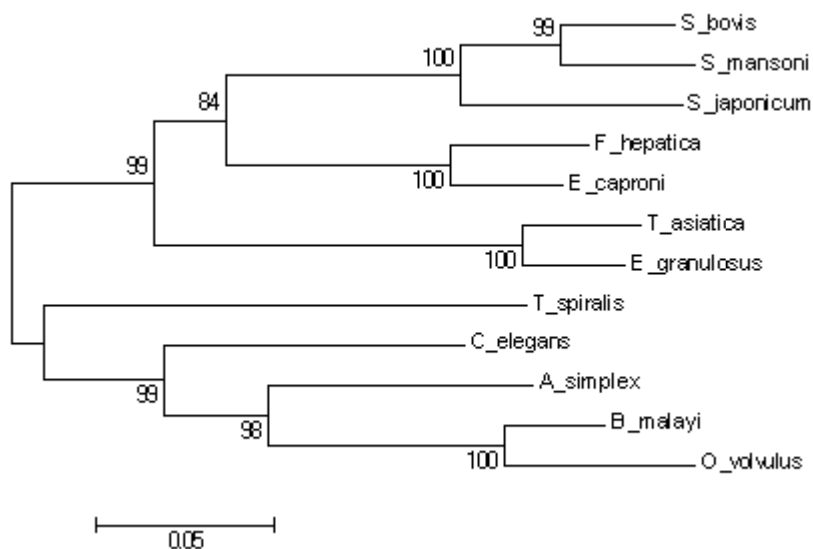 S_bovis
99
S_mansoni
100
S_japonicum
84
F_hepatica
99
100
E_caproni
T_asiatica
100
E_granulosus
T_spiralis
C_elegans
99
A_simplex
98
B_malayi
100
O_volvulus
0.05